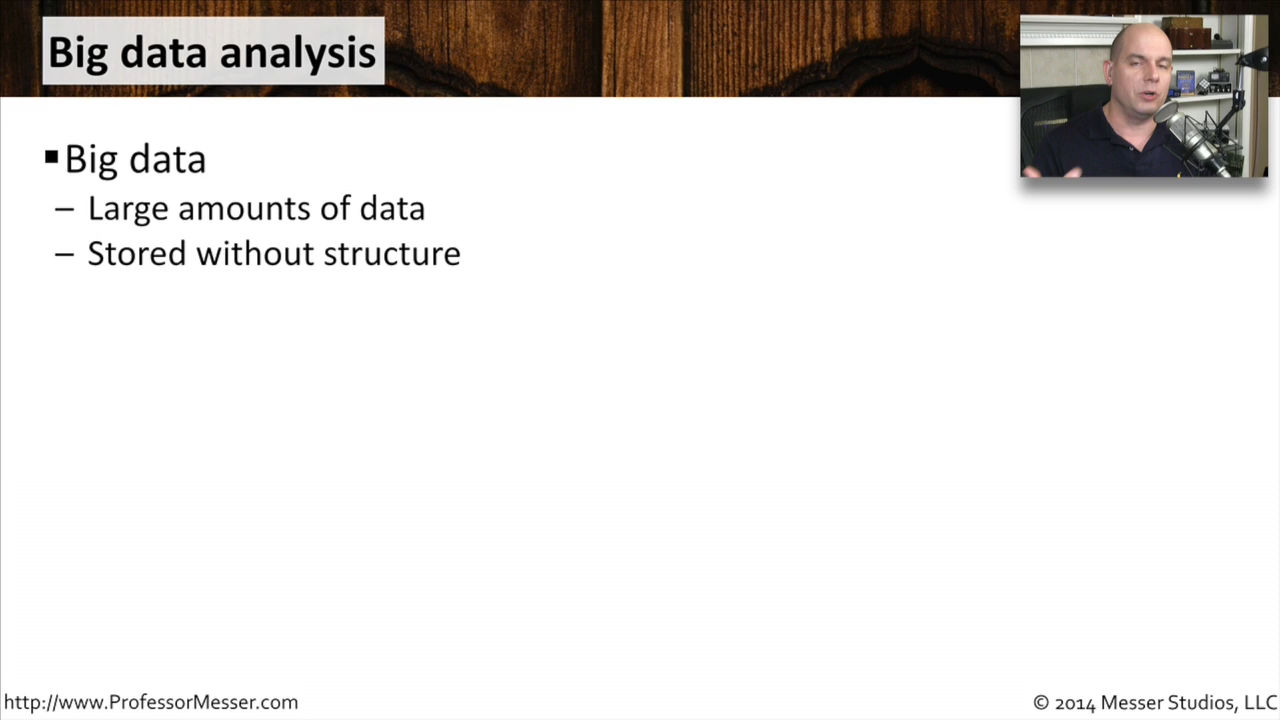 Big data analysis
▪Big data
– Large amounts of data
– Stored without structure
http://www.ProfessorMesser.com
© 2014 Messer Studios, LLC